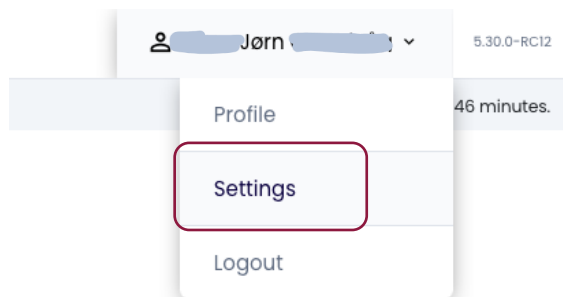 Jørn 5.30.0-RC12
46 minutes.
Profile
Settings
Logout